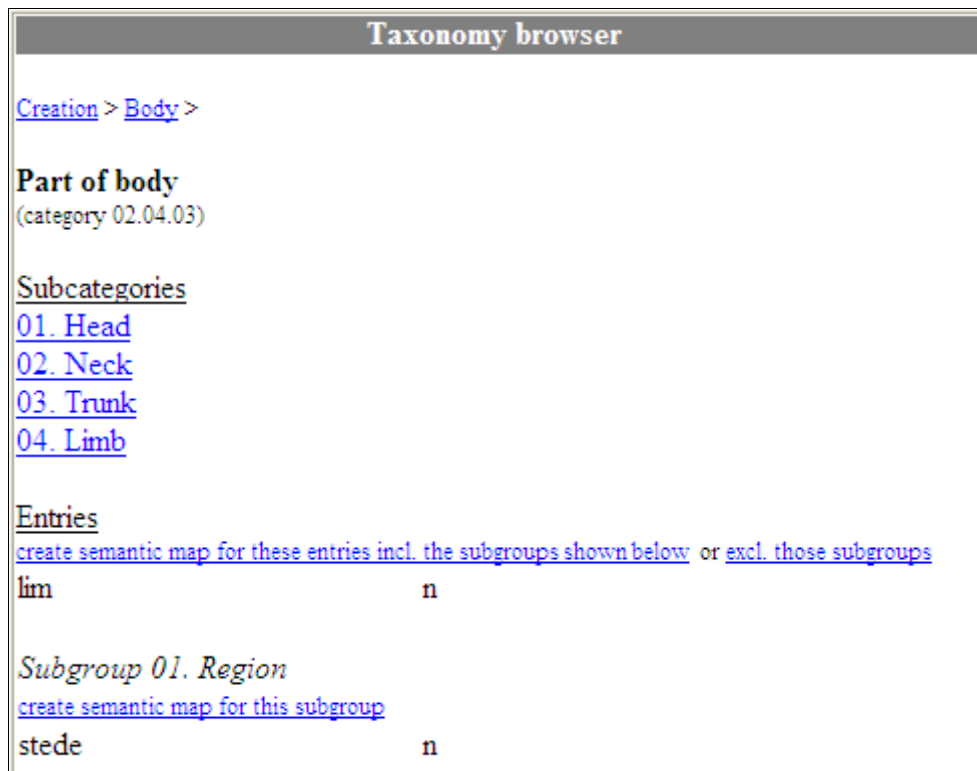 Taxonomy browser
Creation > Body >
Part of body
(category 02.04.03)
Subcategories
01. Head
02. Neck
03. Trunk
04. Limb
Entries
create semantic map for these entries incl. the subgroups shown below or excl. those subgroups
lim n
Subgroup 01. Region
create semantic map for this subgroup
stede n